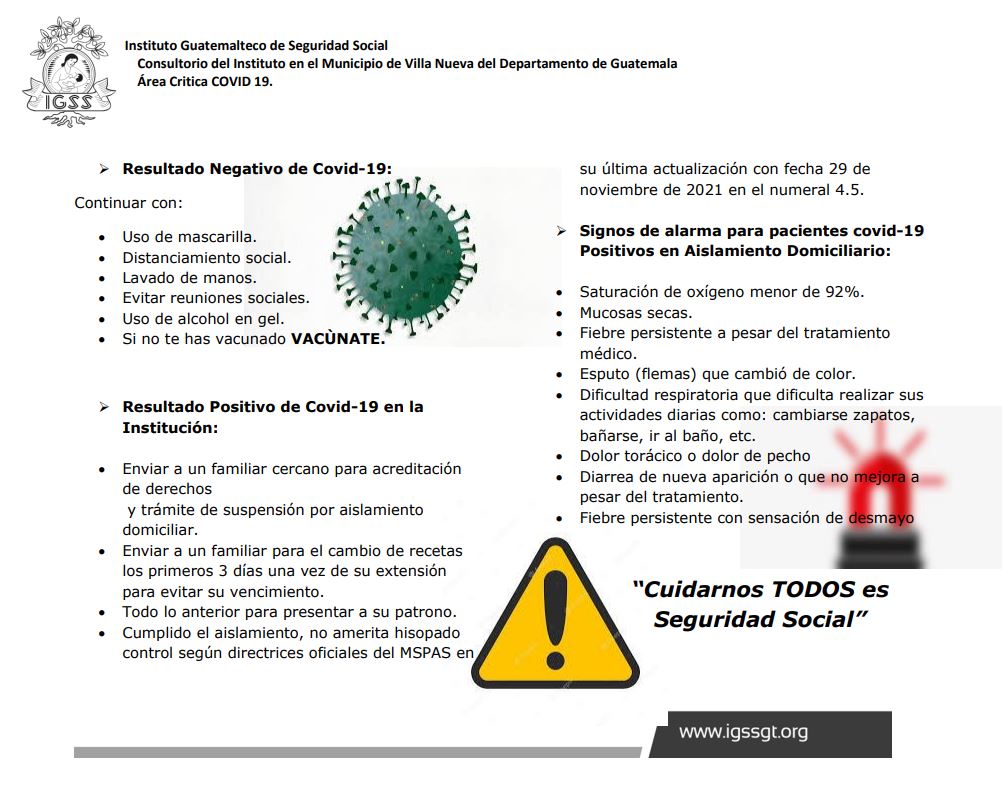 IGSS
Instituto Guatemalteco de Seguridad Social
Consultorio del Instituto en el Municipio de Villa Nueva del Departamento de Guatemala
Área Critica COVID 19.
➢ Resultado Negativo de Covid-19:
Continuar con:
• Uso de mascarilla.
• Distanciamiento social.
• Lavado de manos.
• Evitar reuniones sociales.
• Uso de alcohol en gel.
• Si no te has vacunado VACÙNATE.
➢ Resultado Positivo de Covid-19 en la
Institución:
• Enviar a un familiar cercano para acreditación
de derechos
y trámite de suspensión por aislamiento
domiciliar.
• Enviar a un familiar para el cambio de recetas
los primeros 3 días una vez de su extensión
para evitar su vencimiento.
• Todo lo anterior para presentar a su patrono.
• Cumplido el aislamiento, no amerita hisopado
control según directrices oficiales del MSPAS en
su última actualización con fecha 29 de
noviembre de 2021 en el numeral 4.5.
➢ Signos de alarma para pacientes covid-19
Positivos en Aislamiento Domiciliario:
• Saturación de oxígeno menor de 92%.
• Mucosas secas.
• Fiebre persistente a pesar del tratamiento
médico.
• Esputo (flemas) que cambió de color.
• Dificultad respiratoria que dificulta realizar sus
actividades diarias como: cambiarse zapatos,
bañarse, ir al baño, etc.
• Dolor torácico o dolor de pecho
• Diarrea de nueva aparición o que no mejora a
pesar del tratamiento.
• Fiebre persistente con sensación de desmayo
“Cuidarnos TODOS es
Seguridad Social”
www.igssgt.org